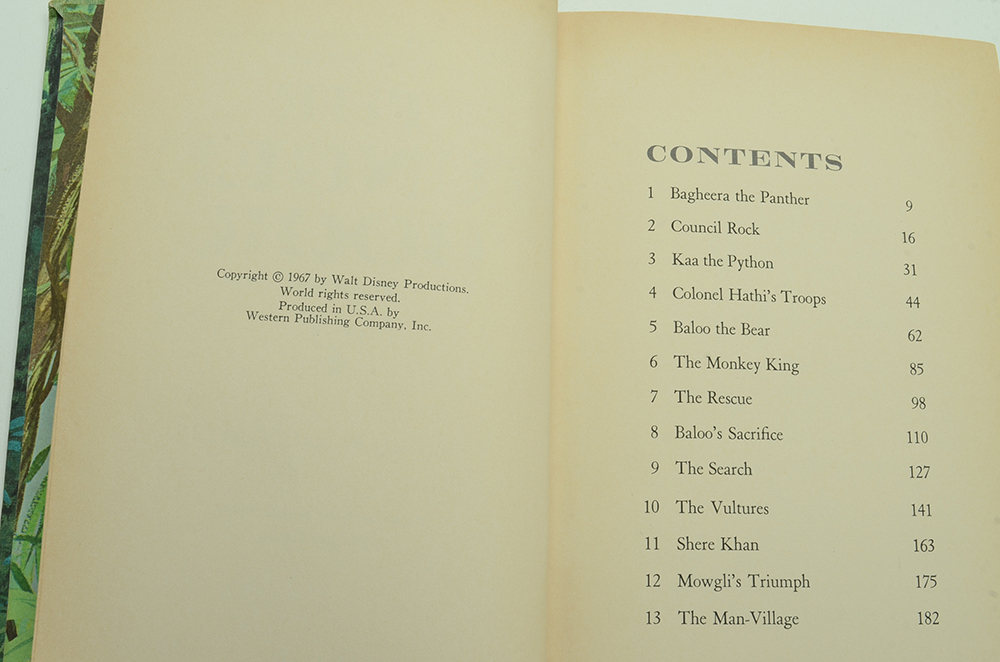 Copyright © 1967 by Walt Disney Productions.
World rights reserved.
Produced in U.S.A. by
Western Publishing Company, Inc.
CONTENTS
1 Bagheera the Panther 9
2 Council Rock 16
3 Kaa the Python 31
4 Colonel Hathi's Troops 44
5 Baloo the Bear 62
6 The Monkey King 85
7 The Rescue 98
8 Baloo's Sacrifice 110
9 The Search 127
10 The Vultures 141
11 Shere Khan 163
12 Mowgli's Triumph 175
13 The Man-Village 182